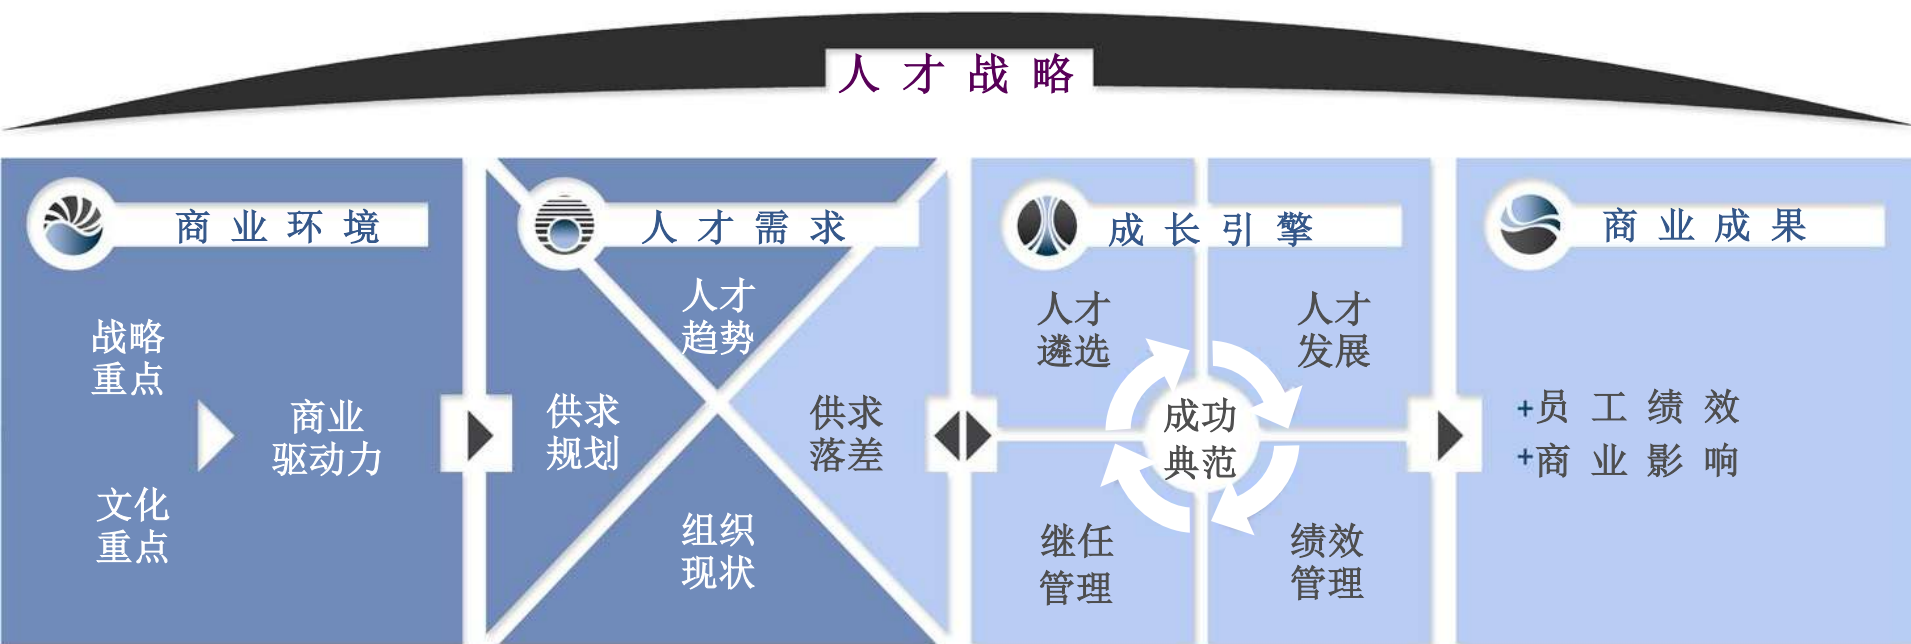 人才战略
商业环境
战略
重点
商业
驱动力
文化
重点
人才需求
人才
趋势
供求
规划
供求
落差
组织
现状
成长引擎
人才
遴选
人才
发展
成功
典范
继任
管理
绩效
管理
商业成果
+员工绩效
+商业影响